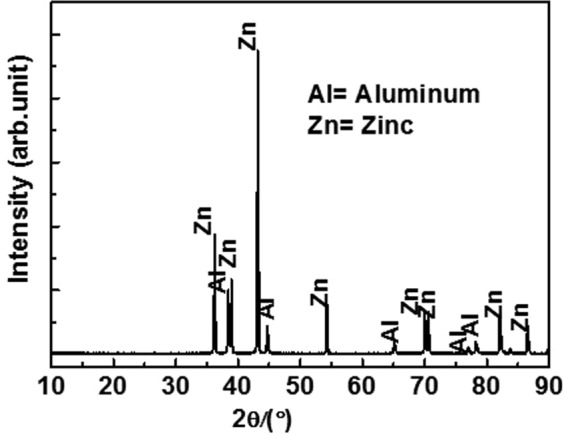 Zn
Al= Aluminum
Zn= Zinc
Intensity (arb.unit)
Zn
Al
Zn
Al
Zn
Al
Zn
Zn
Al
Al
Zn
Zn
10 20 30 40 50 60 70 80 90
2θ/(°)